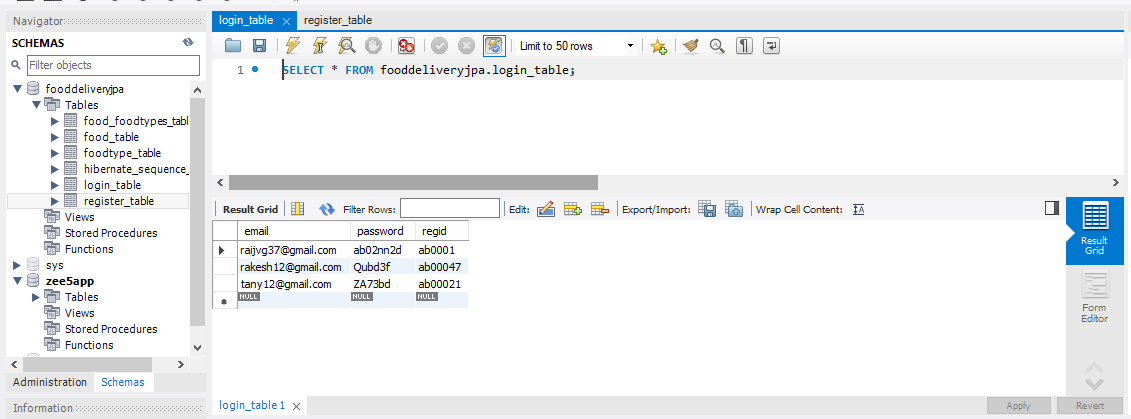 Navigator
SCHEMAS
Filter objects
fooddeliveryjpa
Tables
food_foodtypes_tabl
food_table
foodtype_table
hibernate_sequence_
login_table
register_table
Views
Stored Procedures
Functions
sys
zee5app
Tables
Views
Stored Procedures
Functions
Administration Schemas
Information
login_table register_table
Limit to 50 rows
1 SELECT * FROM fooddeliveryjpa.login_table;
Result Grid Filter Rows: Edit: Export/Import: Wrap Cell Content: IA
email password regid
raijvg37@gmail.com ab02nn2d ab0001
rakesh12@gmail.com Qubd3f ab00047
tany12@gmail.com ZA73bd ab00021
NULL NULL NULL
Result
Grid
Form
Editor
login_table 1
Apply Revert